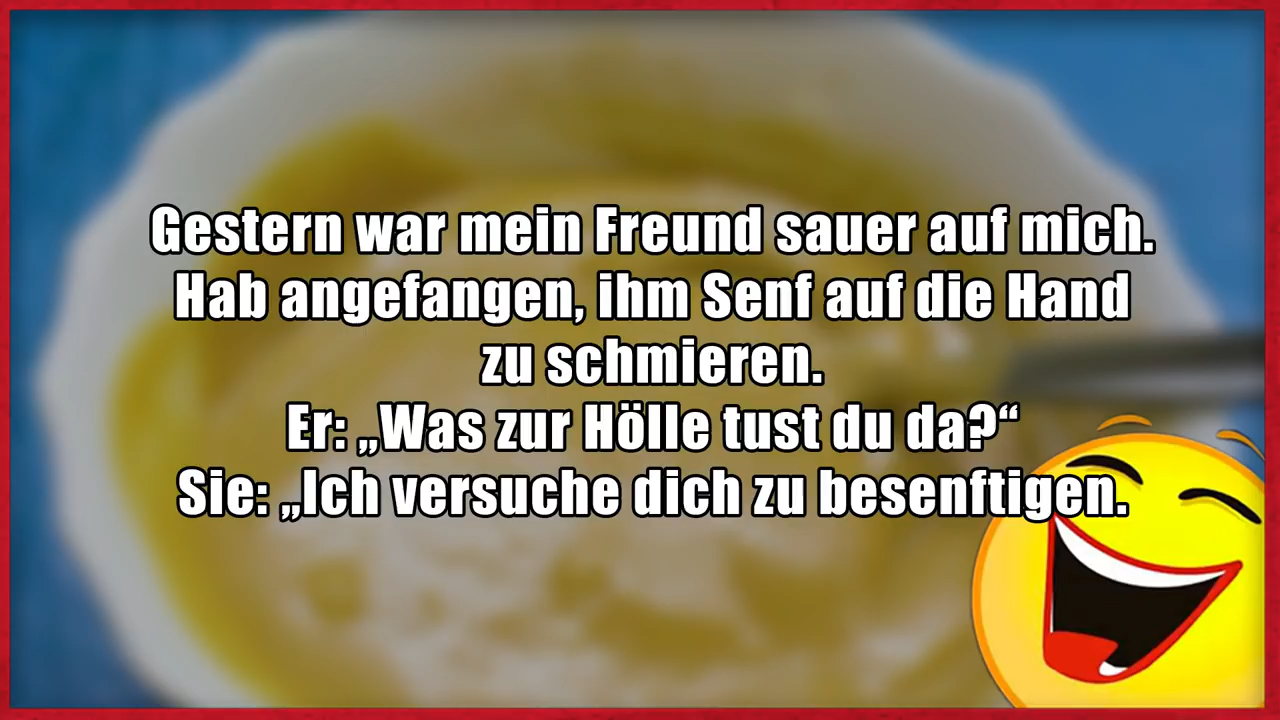 Gestern war mein Freund sauer auf mich.
Hab angefangen, ihm Senf auf die Hand
zu schmieren.
Er: „Was zur Hölle tust du da?“
Sie: „Ich versuche dich zu besenftigen.